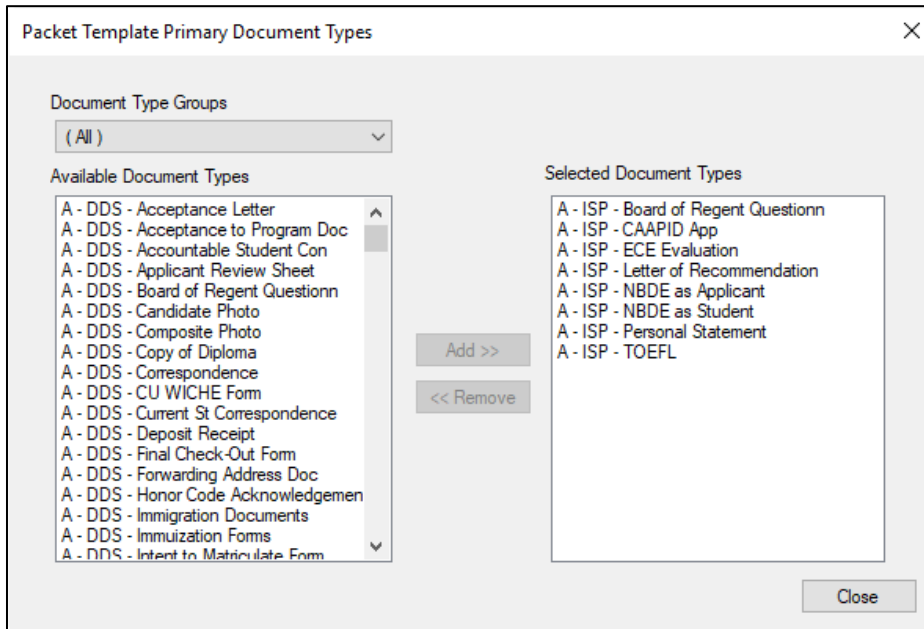 Packet Template Primary Document Types
Document Type Groups
( All )
Available Document Types
A - DDS - Acceptance Letter
A - DDS - Acceptance to Program Doc
A - DDS - Accountable Student Con
A - DDS - Applicant Review Sheet
A - DDS - Board of Regent Questionn
A - DDS - Candidate Photo
A - DDS - Composite Photo
A - DDS - Copy of Diploma
A - DDS - Correspondence
A - DDS - CU WICHE Form
A - DDS - Current St Correspondence
A - DDS - Deposit Receipt
A - DDS - Final Check-Out Form
A - DDS - Forwarding Address Doc
A - DDS - Honor Code Acknowledgemen
A - DDS - Immigration Documents
A - DDS - Immuization Forms
A - DDS - Intent to Matriculate Form
Add >>
<< Remove
Selected Document Types
A - ISP - Board of Regent Questionn
A - ISP - CAAPID App
A - ISP - ECE Evaluation
A - ISP - Letter of Recommendation
A - ISP - NBDE as Applicant
A - ISP - NBDE as Student
A - ISP - Personal Statement
A - ISP - TOEFL
Close